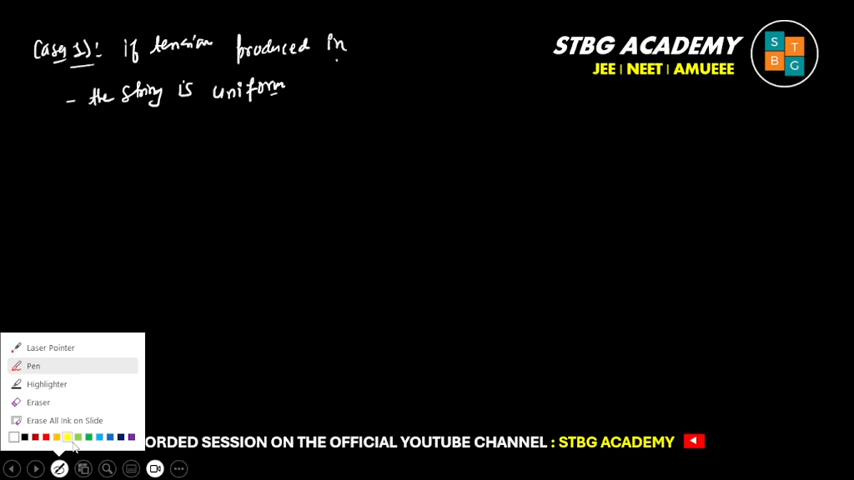 Case 1): if tension produced in
- the string is uniform
STBG ACADEMY
JEE | NEET | AMUEEE
S T
B G
Laser Pointer
Pen
Highlighter
Eraser
Erase All Ink on Slide
ORDED SESSION ON THE OFFICIAL YOUTUBE CHANNEL : STBG ACADEMY